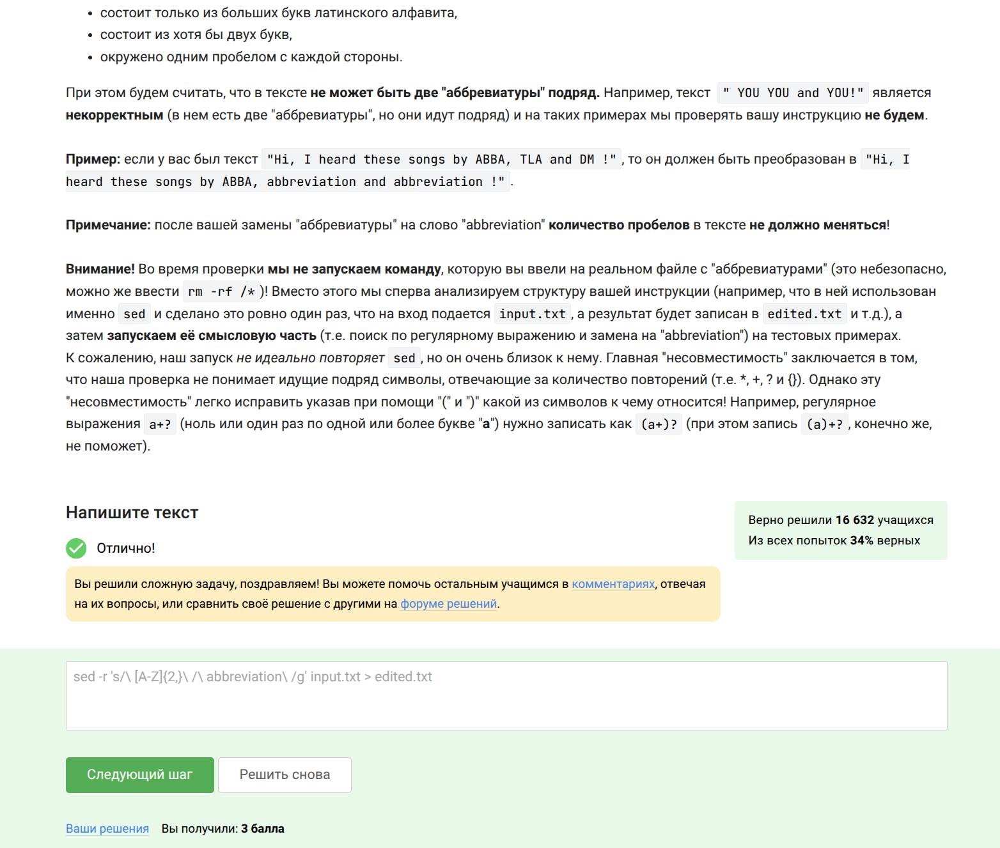 • состоит только из больших букв латинского алфавита,
• состоит из хотя бы двух букв,
• окружено одним пробелом с каждой стороны.
При этом будем считать, что в тексте не может быть две "аббревиатуры" подряд. Например, текст " YOU YOU and YOU!" является
некорректным (в нем есть две "аббревиатуры", но они идут подряд) и на таких примерах мы проверять вашу инструкцию не будем.
Пример: если у вас был текст "Hi, I heard these songs by ABBA, TLA and DM !", то он должен быть преобразован в "Hi, I
heard these songs by ABBA, abbreviation and abbreviation !".
Примечание: после вашей замены "аббревиатуры" на слово "abbreviation" количество пробелов в тексте не должно меняться!
Внимание! Во время проверки мы не запускаем команду, которую вы ввели на реальном файле с "аббревиатурами" (это небезопасно,
можно же ввести rm -rf /*)! Вместо этого мы сперва анализируем структуру вашей инструкции (например, что в ней использован
именно sed и сделано это ровно один раз, что на вход подается input.txt, а результат будет записан в edited.txt и т.д.), а
затем запускаем её смысловую часть (т.е. поиск по регулярному выражению и замена на "abbreviation") на тестовых примерах.
К сожалению, наш запуск не идеально повторяет sed, но он очень близок к нему. Главная "несовместимость" заключается в том,
что наша проверка не понимает идущие подряд символы, отвечающие за количество повторений (т.е. *, +, ? и {}). Однако эту
"несовместимость" легко исправить указав при помощи "(" и ")" какой из символов к чему относится! Например, регулярное
выражения a+? (ноль или один раз по одной или более букве "a") нужно записать как (a+)? (при этом запись (a)+?, конечно же,
не поможет).
Напишите текст
Верно решили 16 632 учащихся
Из всех попыток 34% верных
Отлично!
Вы решили сложную задачу, поздравляем! Вы можете помочь остальным учащимся в комментариях, отвечая
на их вопросы, или сравнить своё решение с другими на форуме решений.
sed -r 's/\ [A-Z]{2,}\ /\ abbreviation\ /g' input.txt > edited.txt
Следующий шаг
Решить снова
Ваши решения Вы получили: 3 балла